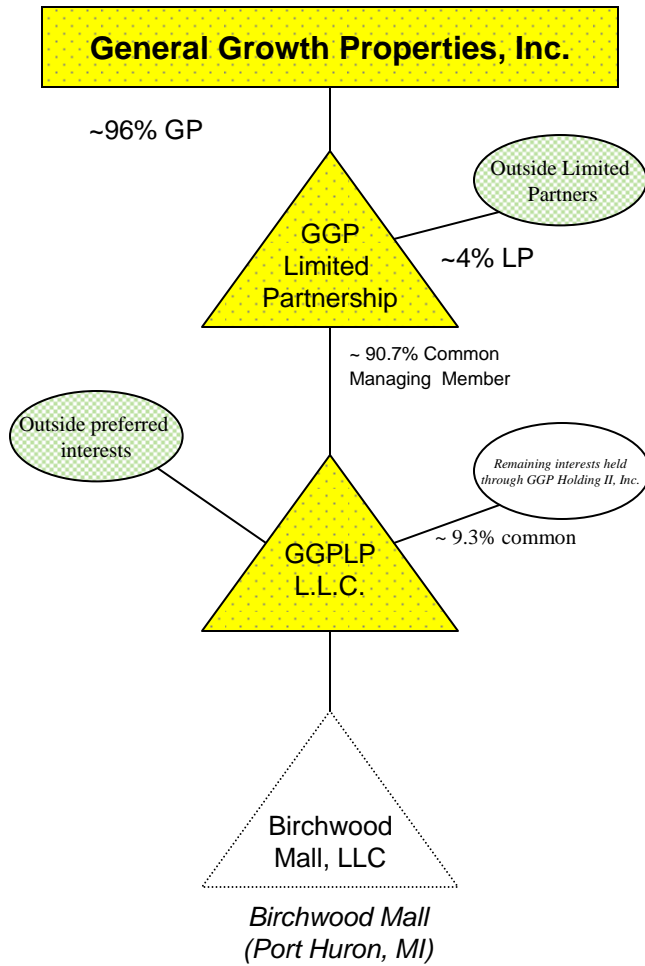 General Growth Properties, Inc.
~96% GP
Outside Limited
Partners
GGP
Limited
Partnership
~4% LP
~ 90.7% Common
Managing Member
Outside preferred
interests
Remaining interests held
through GGP Holding II, Inc.
~ 9.3% common
GGPLP
L.L.C.
Birchwood
Mall, LLC
Birchwood Mall
(Port Huron, MI)